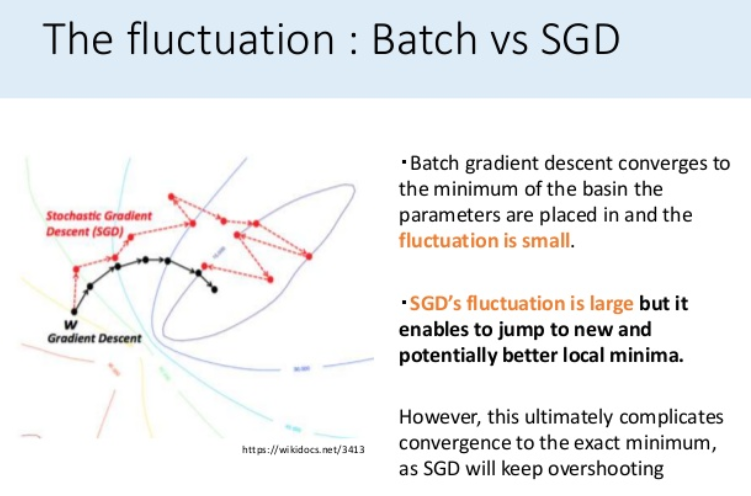 The fluctuation : Batch vs SGD
Stochastic Gradient
Descent (SGD)
W
Gradient Descent
https://wikidocs.net/3413
・Batch gradient descent converges to
the minimum of the basin the
parameters are placed in and the
fluctuation is small.
・SGD's fluctuation is large but it
enables to jump to new and
potentially better local minima.
However, this ultimately complicates
convergence to the exact minimum,
as SGD will keep overshooting